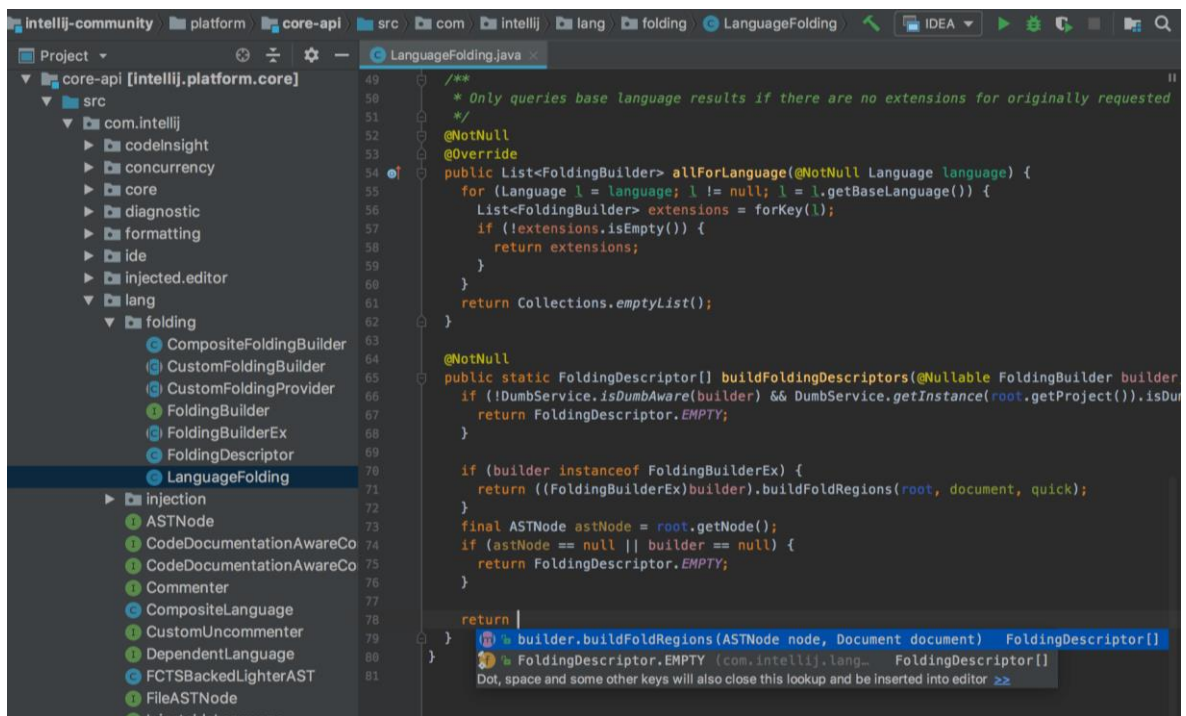 intellij-community platform core-api src com intellij lang folding LanguageFolding IDEA
Project
LanguageFolding.java
core-api [intellij.platform.core]
src
com.intellij
codeInsight
concurrency
core
diagnostic
formatting
ide
injected.editor
lang
folding
CompositeFoldingBuilder
CustomFoldingBuilder
CustomFoldingProvider
FoldingBuilder
FoldingBuilderEx
FoldingDescriptor
LanguageFolding
injection
ASTNode
CodeDocumentationAwareCo
CodeDocumentationAwareCo
Commenter
CompositeLanguage
CustomUncommenter
DependentLanguage
FCTSBackedLighterAST
FileASTNode
49 /**
50 * Only queries base language results if there are no extensions for originally requested
51 */
52 @NotNull
53 @Override
54 public List<FoldingBuilder> allForLanguage(@NotNull Language language) {
55 for (Language l = language; l != null; l = l.getBaseLanguage()) {
56 List<FoldingBuilder> extensions = forKey(l);
57 if (!extensions.isEmpty()) {
58 return extensions;
59 }
60 }
61 return Collections.emptyList();
62 }
63
64 @NotNull
65 public static FoldingDescriptor[] buildFoldingDescriptors(@Nullable FoldingBuilder builder
66 if (!DumbService.isDumbAware(builder) && DumbService.getInstance(root.getProject()).isDum
67 return FoldingDescriptor.EMPTY;
68 }
69
70 if (builder instanceof FoldingBuilderEx) {
71 return ((FoldingBuilderEx)builder).buildFoldRegions(root, document, quick);
72 }
73 final ASTNode astNode = root.getNode();
74 if (astNode == null || builder == null) {
75 return FoldingDescriptor.EMPTY;
76 }
77
78 return
79 } builder.buildFoldRegions(ASTNode node, Document document) FoldingDescriptor[]
80 } FoldingDescriptor.EMPTY (com.intellij.lang… FoldingDescriptor[]
81 Dot, space and some other keys will also close this lookup and be inserted into editor >>